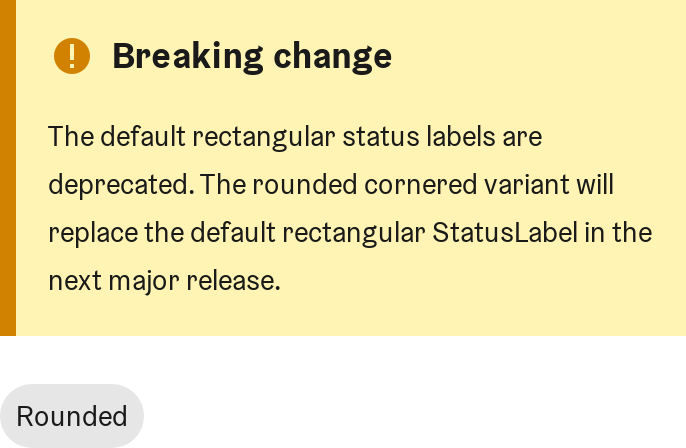 Breaking change
The default rectangular status labels are
deprecated. The rounded cornered variant will
replace the default rectangular StatusLabel in the
next major release.
Rounded